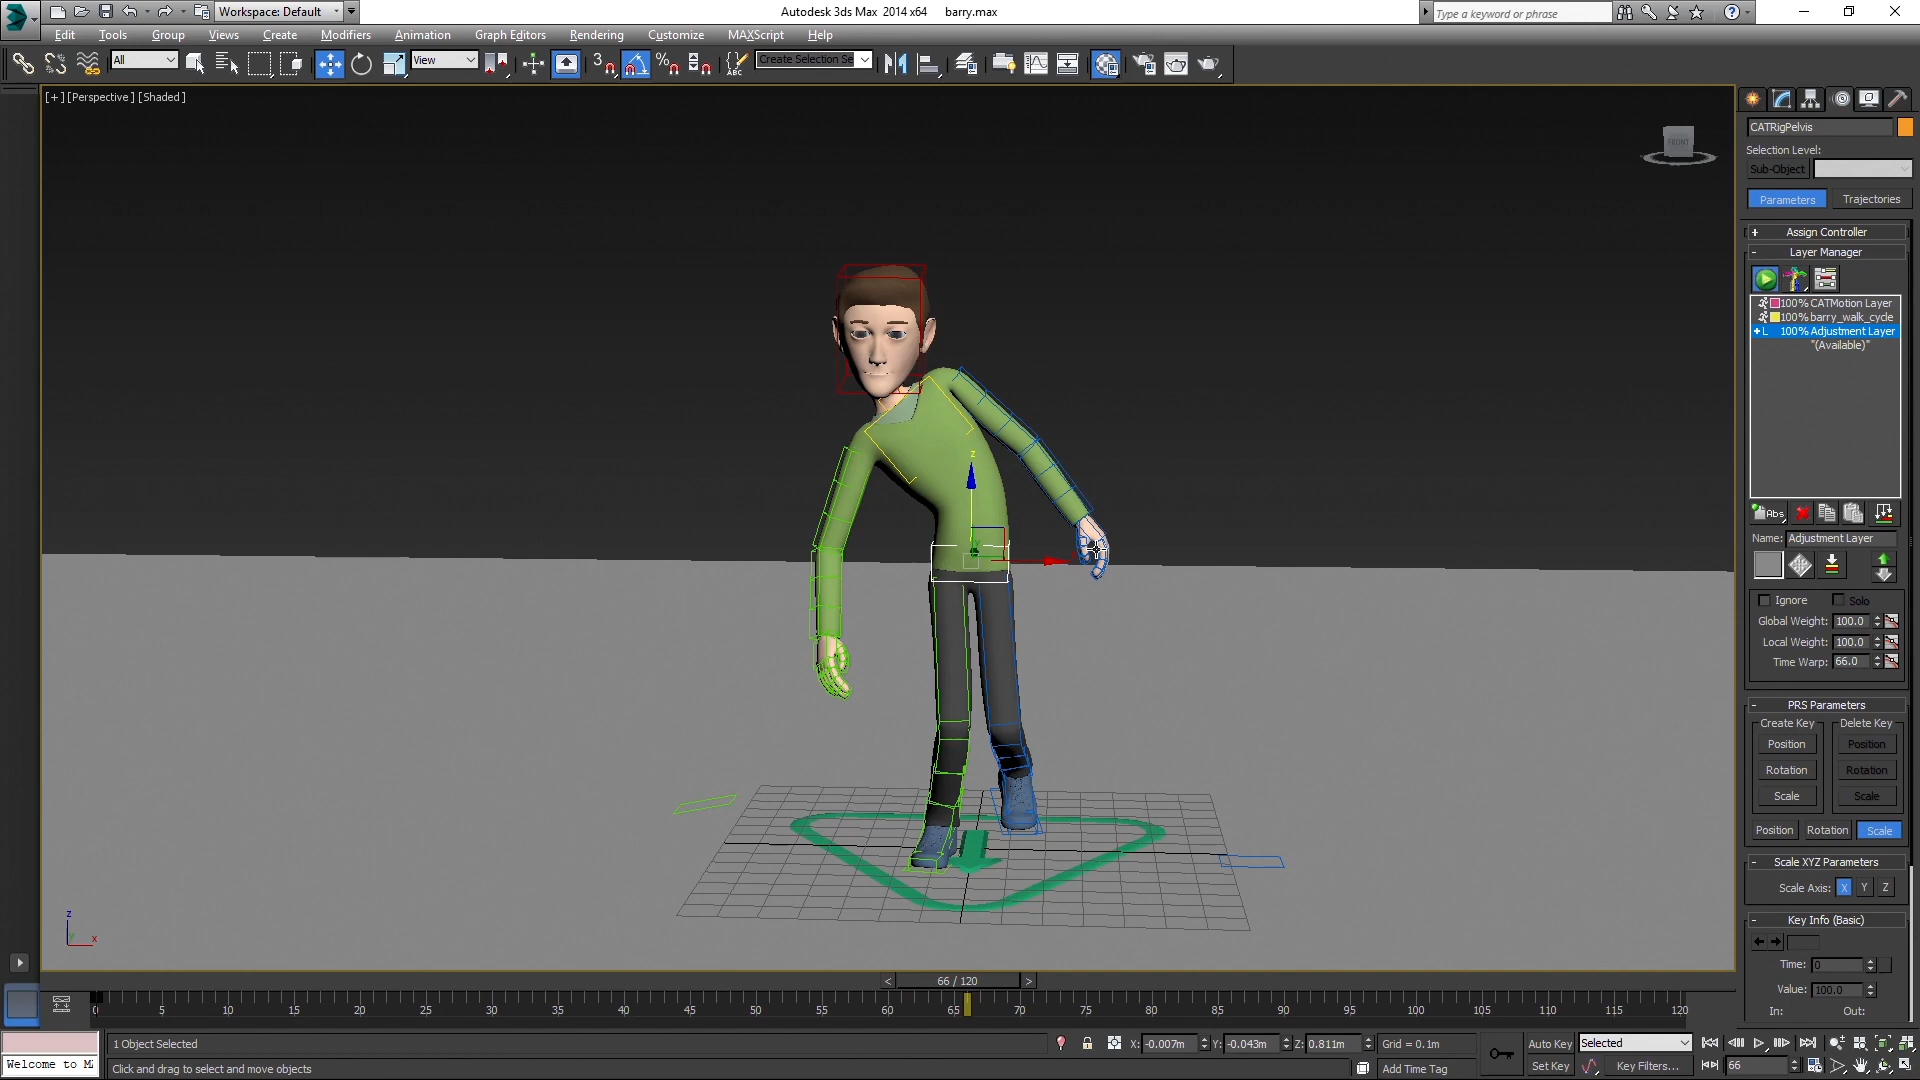 Workspace: Default
Autodesk 3ds Max 2014 x64 barry.max
Type a keyword or phrase
Edit Tools Group Views Create Modifiers Animation Graph Editors Rendering Customize MAXScript Help
All
View
3
%
ABC
Create Selection Se
[+] [Perspective] [Shaded]
FRONT
z
z
x
CATRigPelvis
Selection Level:
Sub-Object
Parameters Trajectories
+ Assign Controller
- Layer Manager
100% CATMotion Layer
100% barry_walk_cycle
+ L 100% Adjustment Layer
"(Available)"
Abs
Name: Adjustment Layer
Ignore Solo
Global Weight: 100.0
Local Weight: 100.0
Time Warp: 66.0
- PRS Parameters
Create Key Delete Key
Position Position
Rotation Rotation
Scale Scale
Position Rotation Scale
- Scale XYZ Parameters
Scale Axis: X Y Z
- Key Info (Basic)
Time: 0
Value: 100.0
In: Out:
< 66 / 120 >
0 5 10 15 20 25 30 35 40 45 50 55 60 65 70 75 80 85 90 95 100 105 110 115 120
1 Object Selected
X: -0.007m Y: -0.043m Z: 0.811m
Grid = 0.1m
Auto Key Selected
Welcome to M
Click and drag to select and move objects
Add Time Tag
Set Key Key Filters...
66